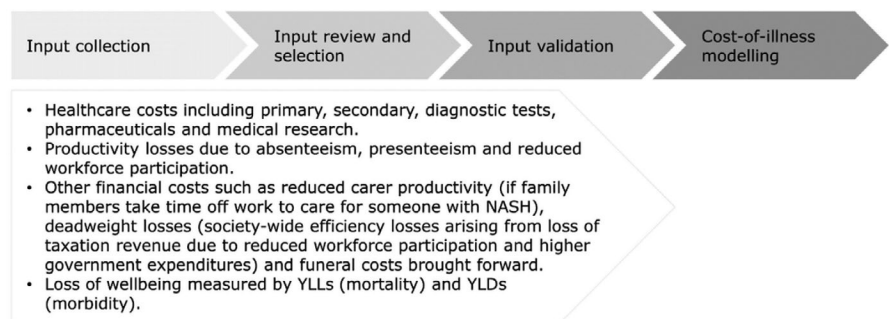 Input collection
Input review and
selection
Input validation
Cost-of-illness
modelling
• Healthcare costs including primary, secondary, diagnostic tests,
pharmaceuticals and medical research.
• Productivity losses due to absenteeism, presenteeism and reduced
workforce participation.
• Other financial costs such as reduced carer productivity (if family
members take time off work to care for someone with NASH),
deadweight losses (society-wide efficiency losses arising from loss of
taxation revenue due to reduced workforce participation and higher
government expenditures) and funeral costs brought forward.
• Loss of wellbeing measured by YLLs (mortality) and YLDs
(morbidity).